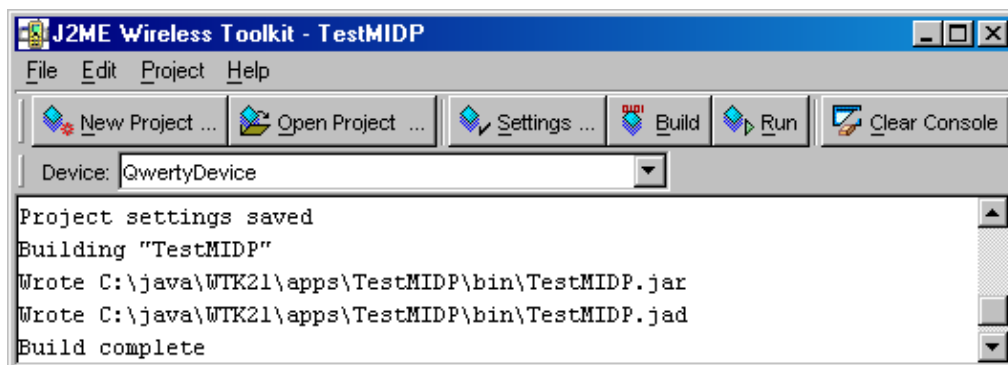 J2ME Wireless Toolkit - TestMIDP
File Edit Project Help
New Project ... Open Project ... Settings ... Build Run Clear Console
Device: QwertyDevice
Project settings saved
Building "TestMIDP"
Wrote C:\java\WTK21\apps\TestMIDP\bin\TestMIDP.jar
Wrote C:\java\WTK21\apps\TestMIDP\bin\TestMIDP.jad
Build complete